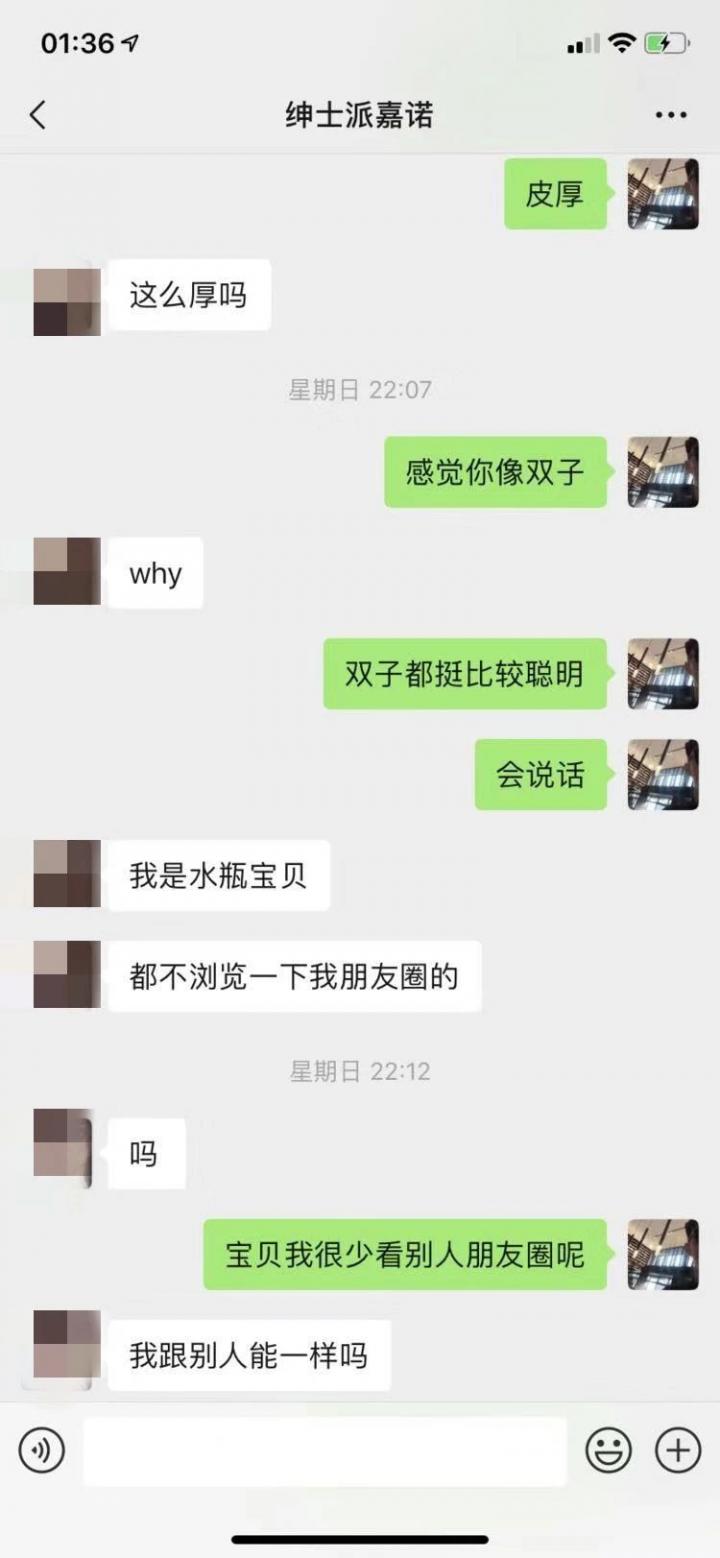 01:36
绅士派嘉诺
皮厚
这么厚吗
星期日 22:07
感觉你像双子
why
双子都挺比较聪明
会说话
我是水瓶宝贝
都不浏览一下我朋友圈的
星期日 22:12
吗
宝贝我很少看别人朋友圈呢
我跟别人能一样吗